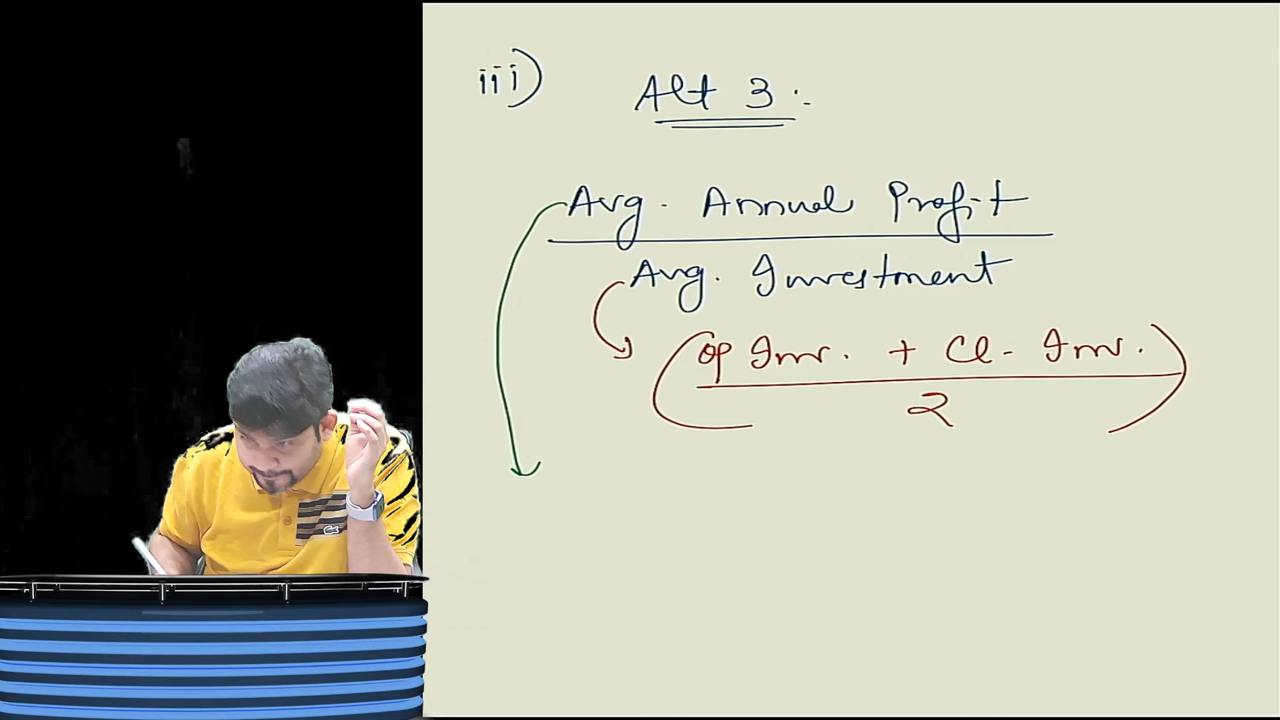 iii) Alt 3 :-
Avg. Annual Profit
Avg. Investment
(op Inv. + Cl. Inv.)
2